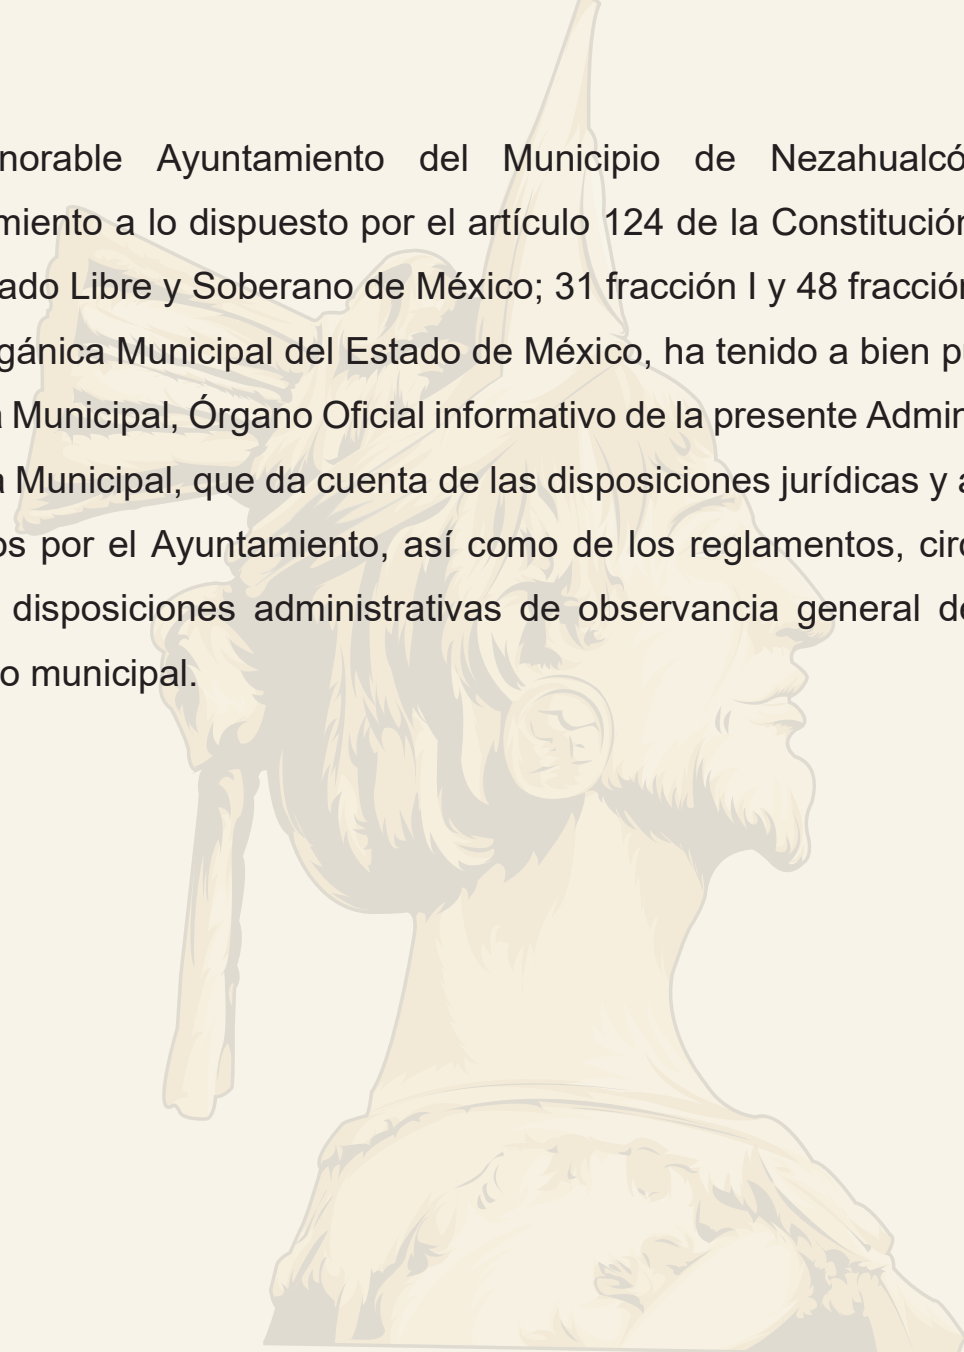 norable Ayuntamiento del Municipio de Nezahualcó
miento a lo dispuesto por el artículo 124 de la Constitución
ado Libre y Soberano de México; 31 fracción I y 48 fracción
gánica Municipal del Estado de México, ha tenido a bien pu
a Municipal, Órgano Oficial informativo de la presente Admin
a Municipal, que da cuenta de las disposiciones jurídicas y a
os por el Ayuntamiento, así como de los reglamentos, circ
disposiciones administrativas de observancia general de
o municipal.